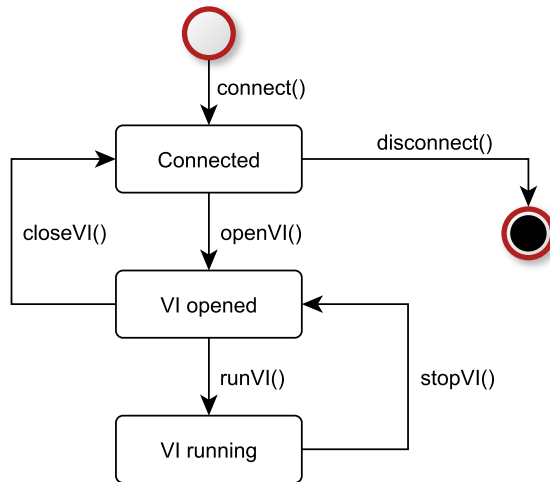 connect()
disconnect()
Connected
closeVI()
openVI()
VI opened
runVI()
stopVI()
VI running